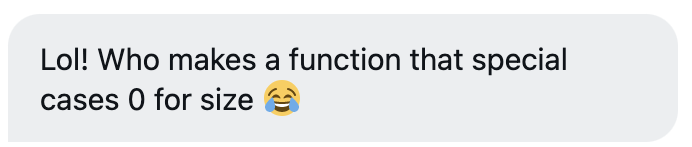 Lol! Who makes a function that special
cases 0 for size 😂